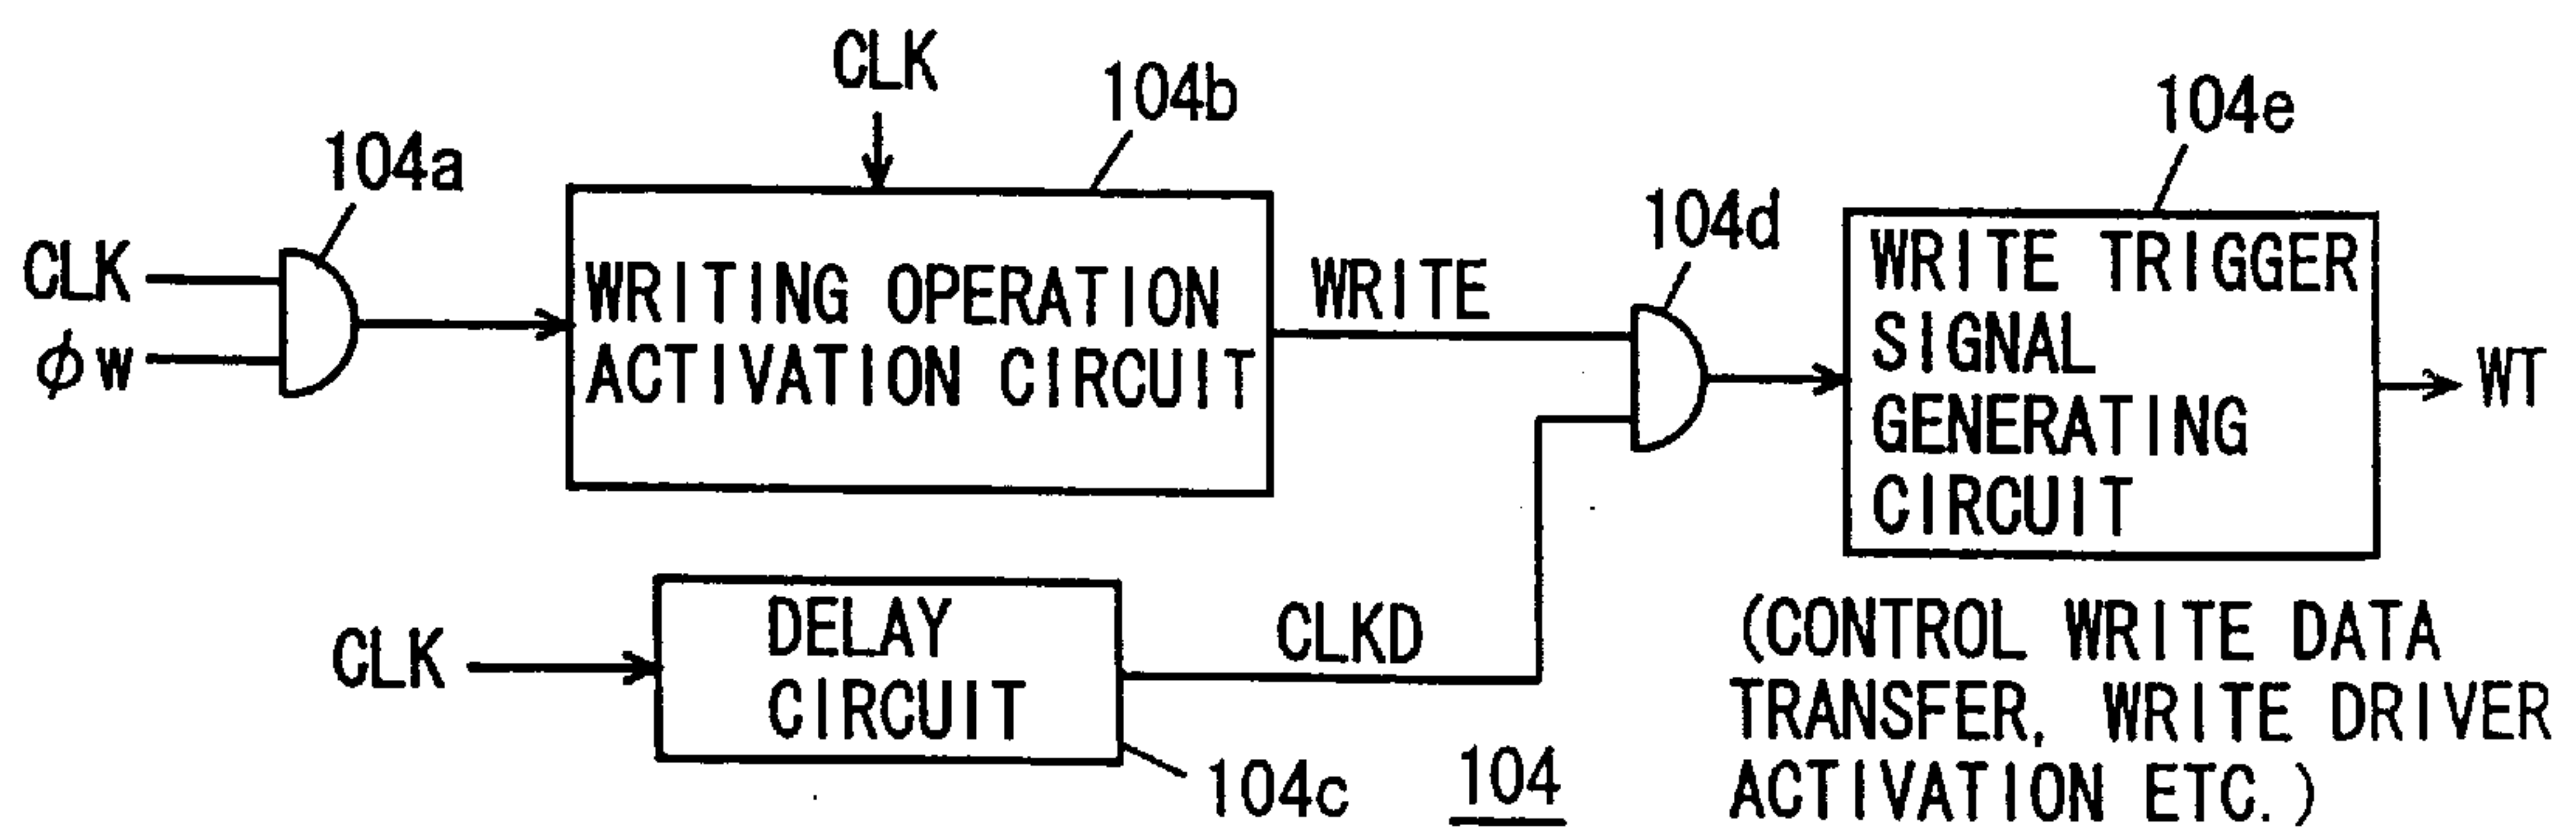 CLK
104b
104e
104a
104d
CLK
φw
WRITING OPERATION
ACTIVATION CIRCUIT
WRITE
WRITE TRIGGER
SIGNAL
GENERATING
CIRCUIT
WT
CLK
DELAY
CIRCUIT
CLKD
104c
104
(CONTROL WRITE DATA
TRANSFER, WRITE DRIVER
ACTIVATION ETC.)